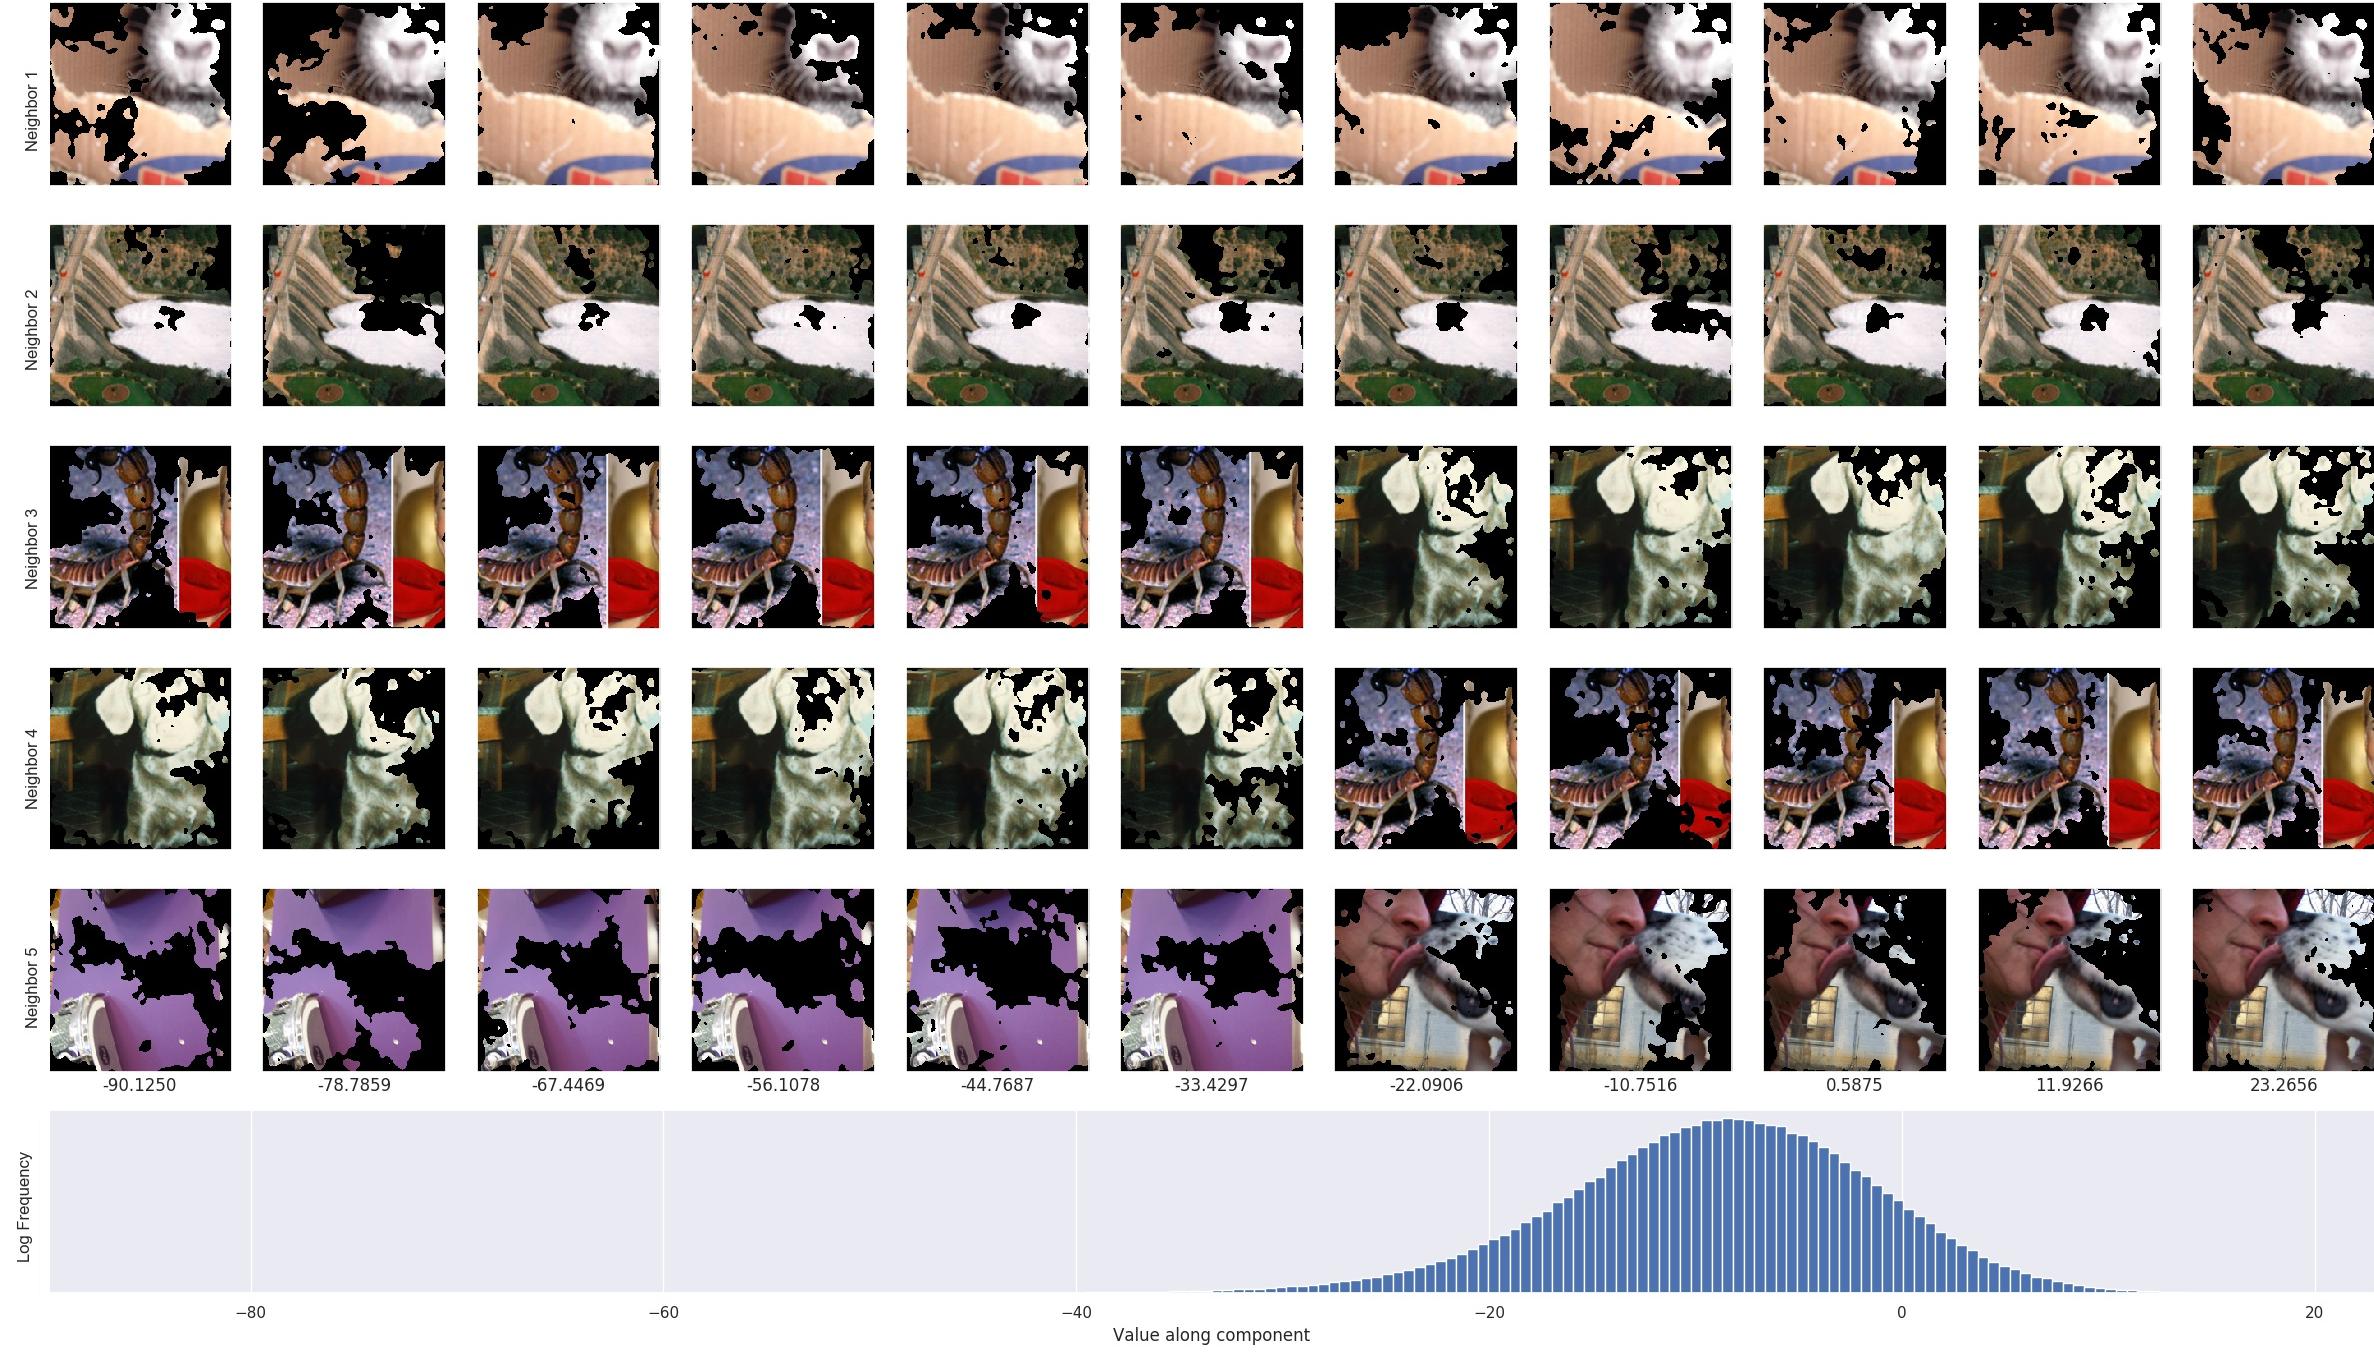 Neighbor 1
Neighbor 2
Neighbor 3
Neighbor 4
Neighbor 5
-90.1250 -78.7859 -67.4469 -56.1078 -44.7687 -33.4297 -22.0906 -10.7516 0.5875 11.9266 23.2656
Log Frequency
−80 −60 −40 −20 0 20
Value along component